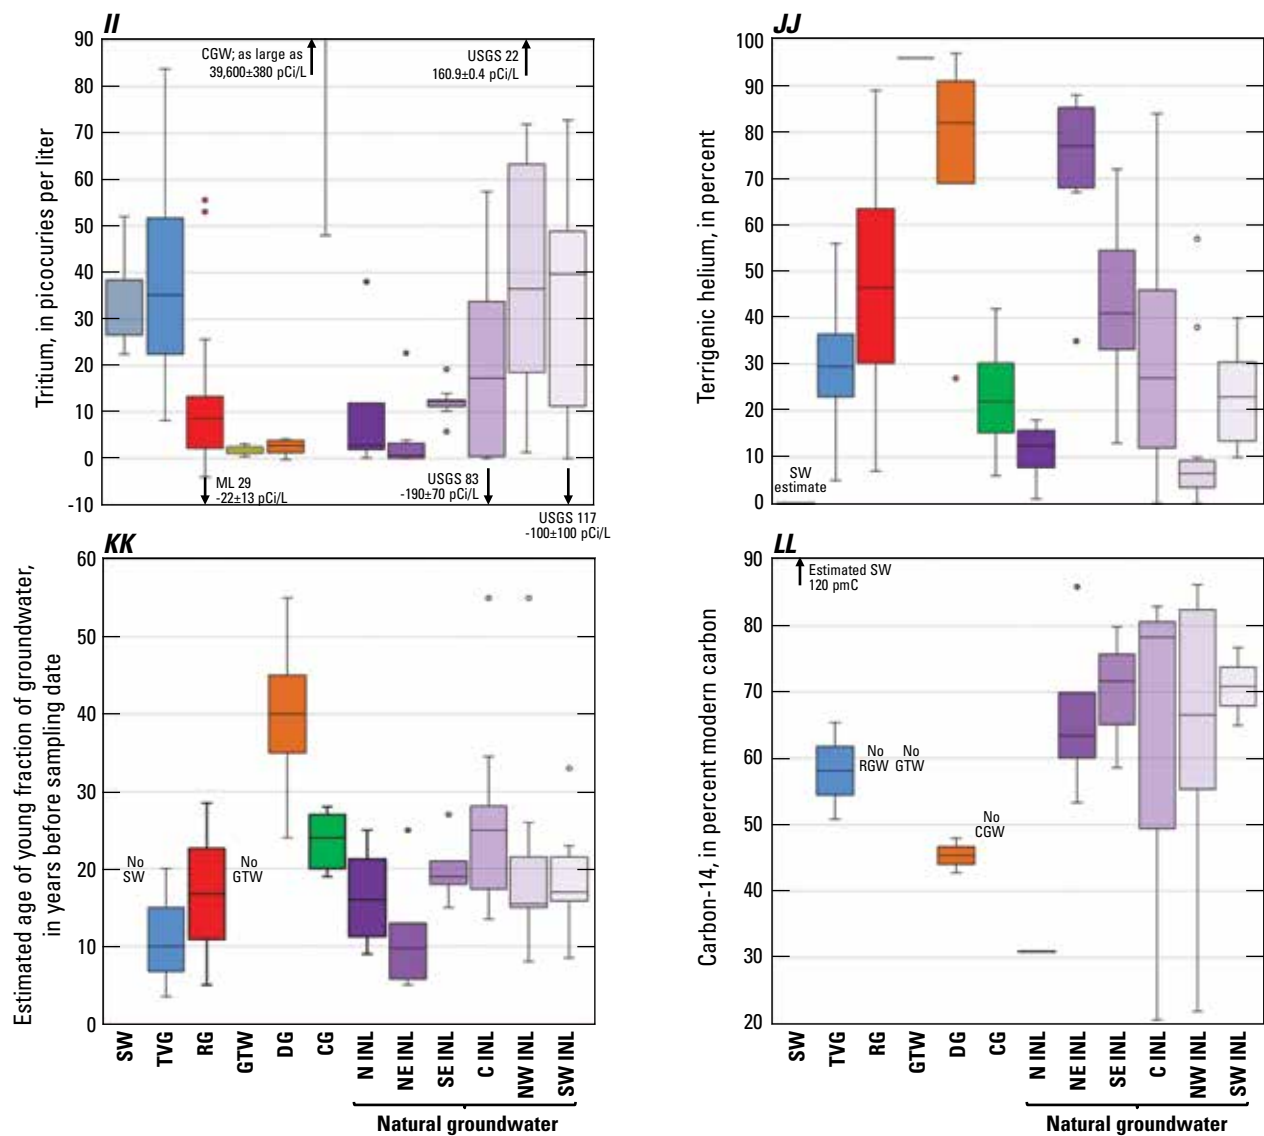 II
Tritium, in picocuries per liter
90
80
70
60
50
40
30
20
10
0
-10
CGW; as large as
39,600±380 pCi/L
USGS 22
160.9±0.4 pCi/L
ML 29
-22±13 pCi/L
USGS 83
-190±70 pCi/L
USGS 117
-100±100 pCi/L
JJ
Terrigenic helium, in percent
100
90
80
70
60
50
40
30
20
10
0
SW
estimate
KK
Estimated age of young fraction of groundwater,
in years before sampling date
60
50
40
30
20
10
0
No
SW
No
GTW
SW
TVG
RG
GTW
DG
CG
N INL
NE INL
SE INL
C INL
NW INL
SW INL
Natural groundwater
LL
Carbon-14, in percent modern carbon
90
80
70
60
50
40
30
20
Estimated SW
120 pmC
No
RGW
No
GTW
No
CGW
SW
TVG
RG
GTW
DG
CG
N INL
NE INL
SE INL
C INL
NW INL
SW INL
Natural groundwater